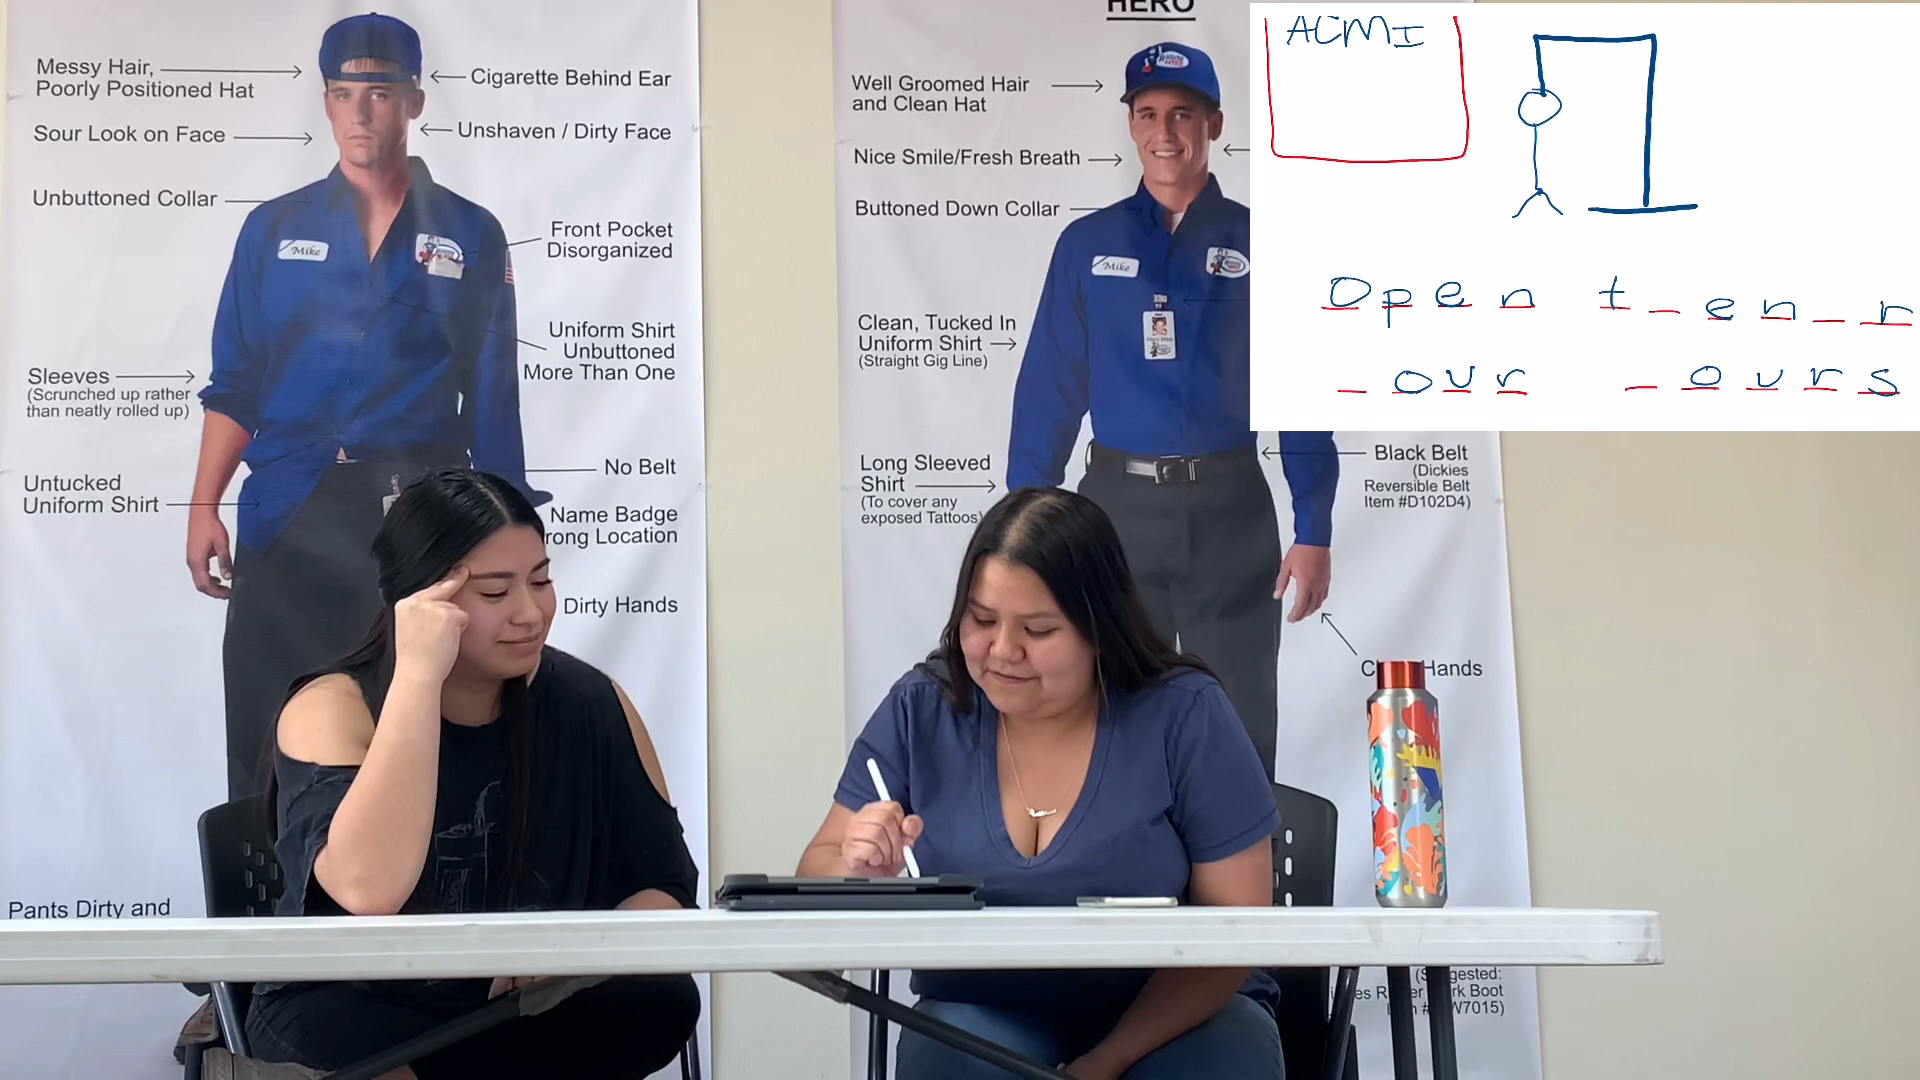 HERO
ACMI
Open t_en_r
_our _ours
Messy Hair,
Poorly Positioned Hat
Cigarette Behind Ear
Sour Look on Face
Unshaven / Dirty Face
Unbuttoned Collar
Front Pocket
Disorganized
Mike
Uniform Shirt
Unbuttoned
More Than One
Sleeves
(Scrunched up rather
than neatly rolled up)
No Belt
Untucked
Uniform Shirt
Name Badge
rong Location
Dirty Hands
Pants Dirty and
Well Groomed Hair
and Clean Hat
Nice Smile/Fresh Breath
Buttoned Down Collar
Mike
Clean, Tucked In
Uniform Shirt
(Straight Gig Line)
Long Sleeved
Shirt
(To cover any
exposed Tattoos)
Black Belt
(Dickies
Reversible Belt
Item #D102D4)
Hands
rk Boot
W7015)